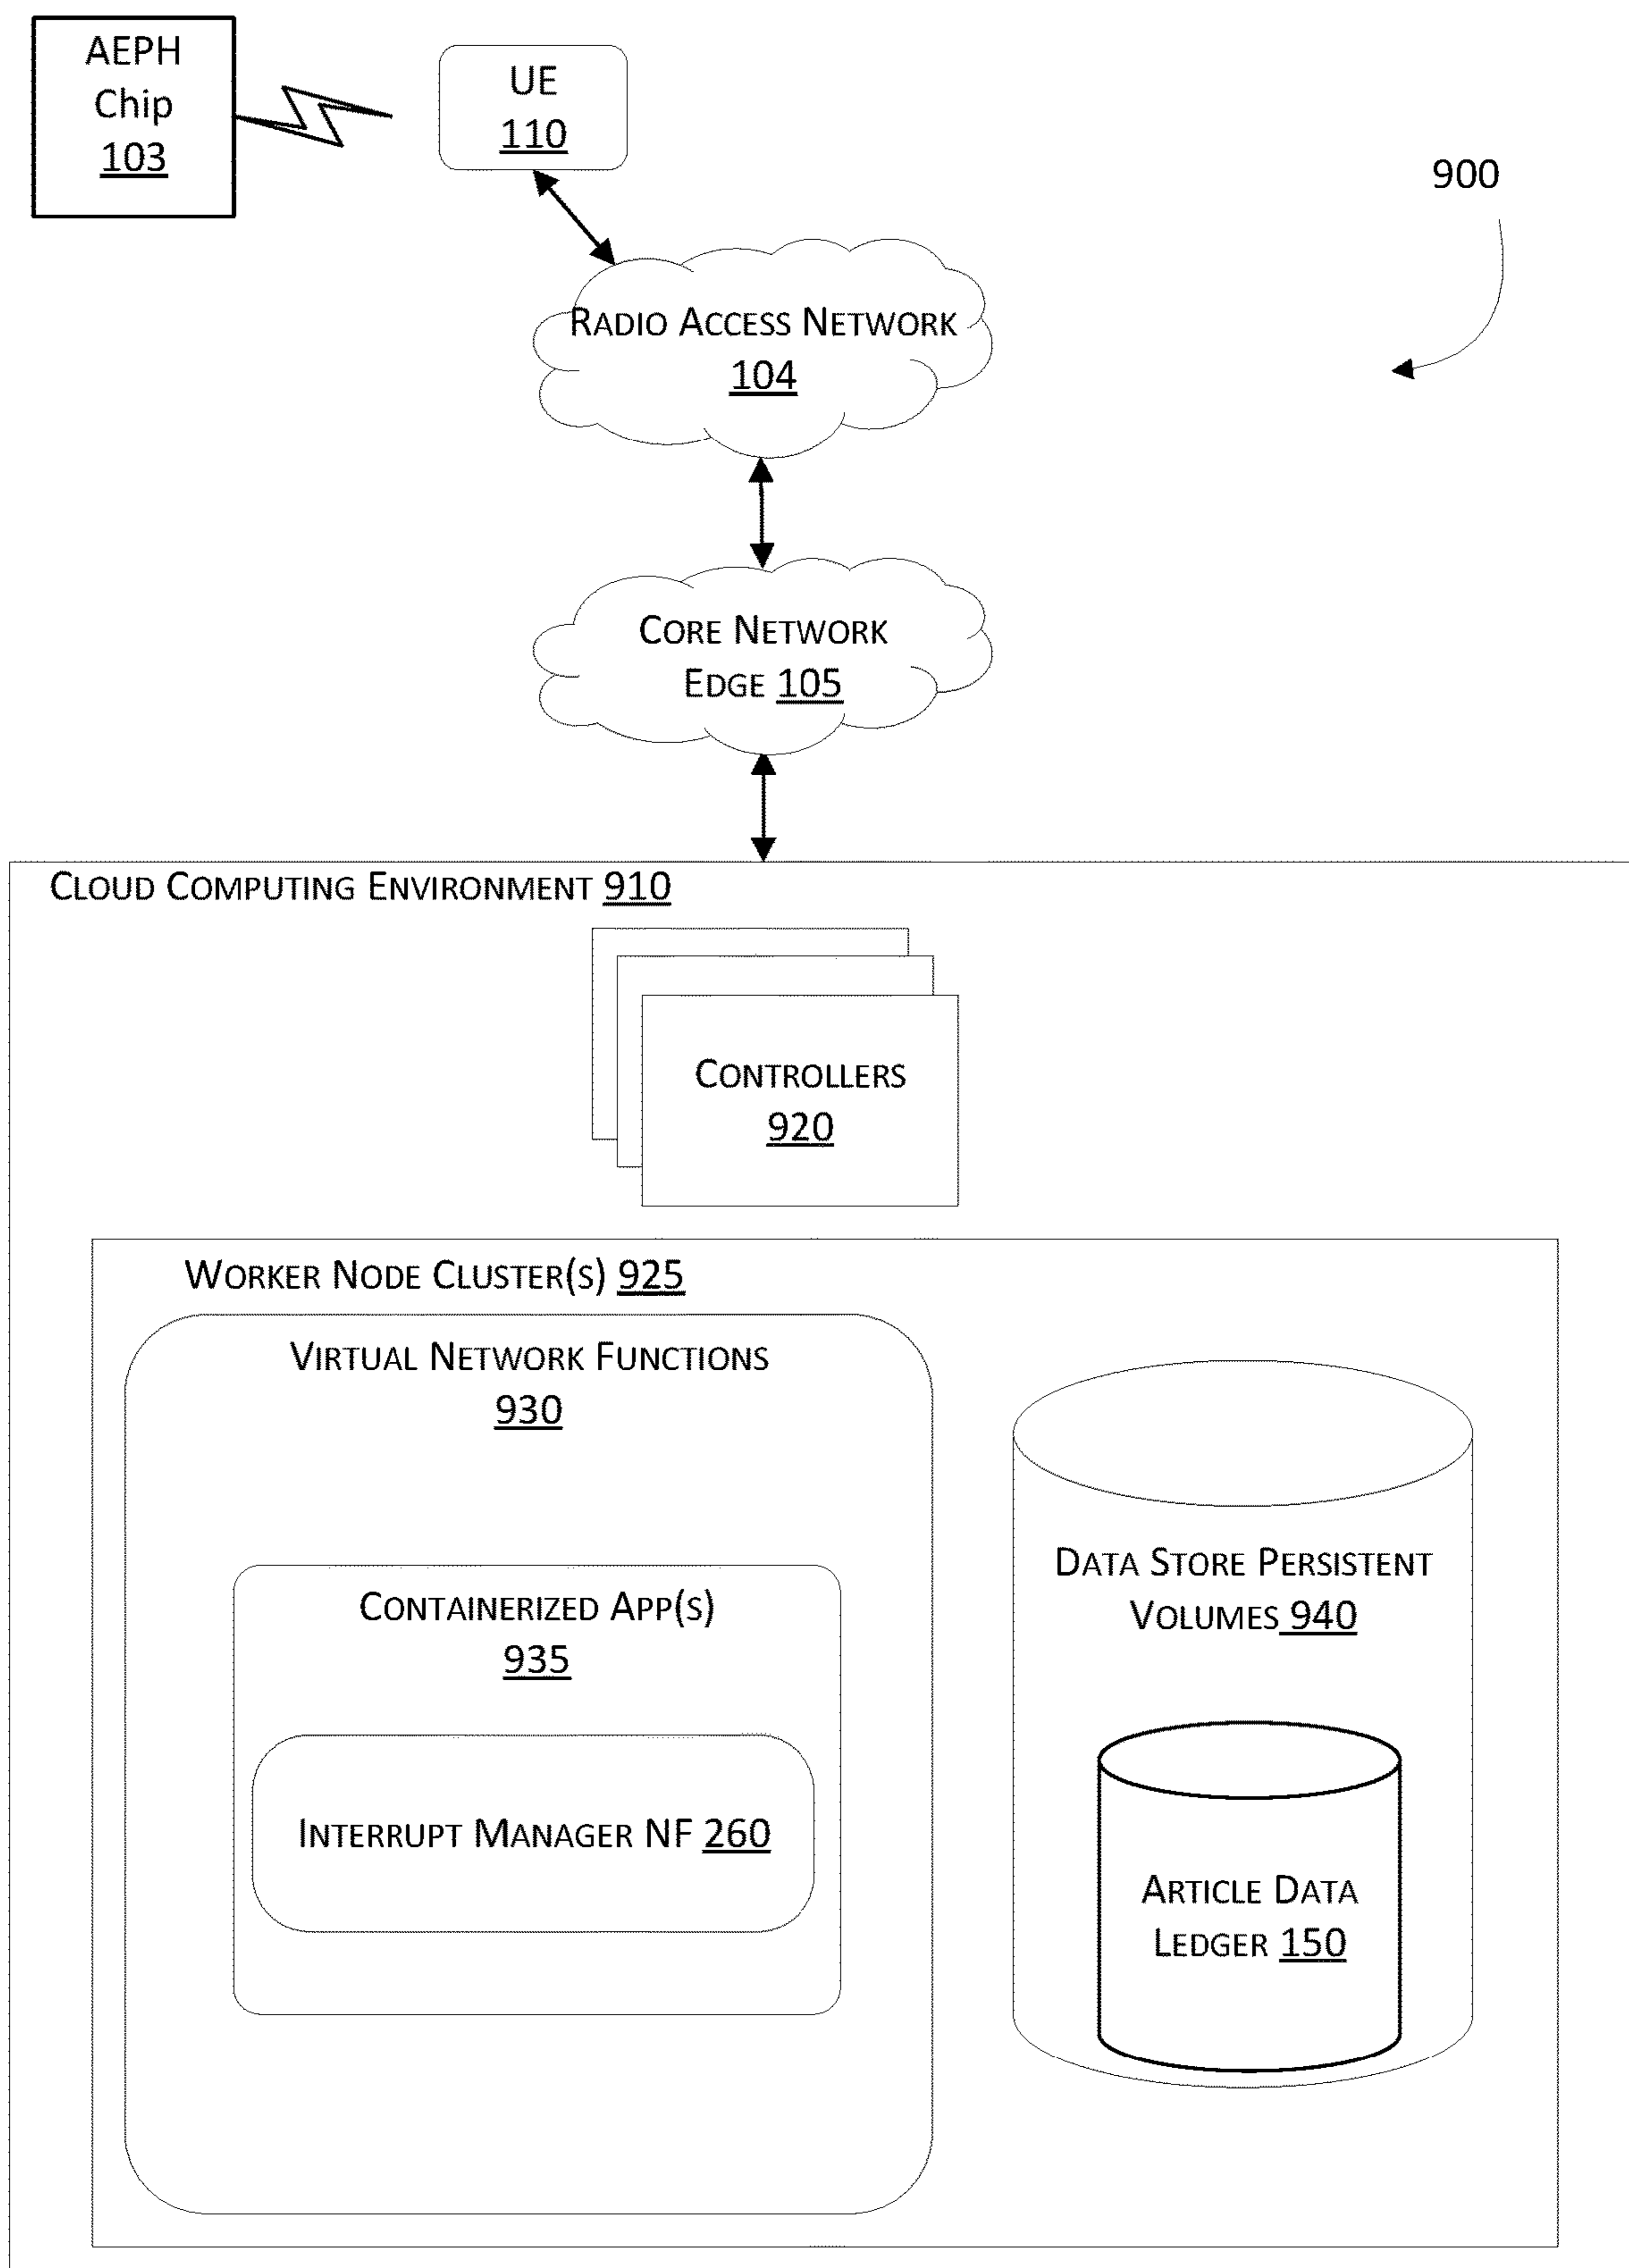 AEPH
Chip
103
UE
110
900
RADIO ACCESS NETWORK
104
CORE NETWORK
EDGE 105
CLOUD COMPUTING ENVIRONMENT 910
CONTROLLERS
920
WORKER NODE CLUSTER(S) 925
VIRTUAL NETWORK FUNCTIONS
930
CONTAINERIZED APP(S)
935
INTERRUPT MANAGER NF 260
DATA STORE PERSISTENT
VOLUMES 940
ARTICLE DATA
LEDGER 150